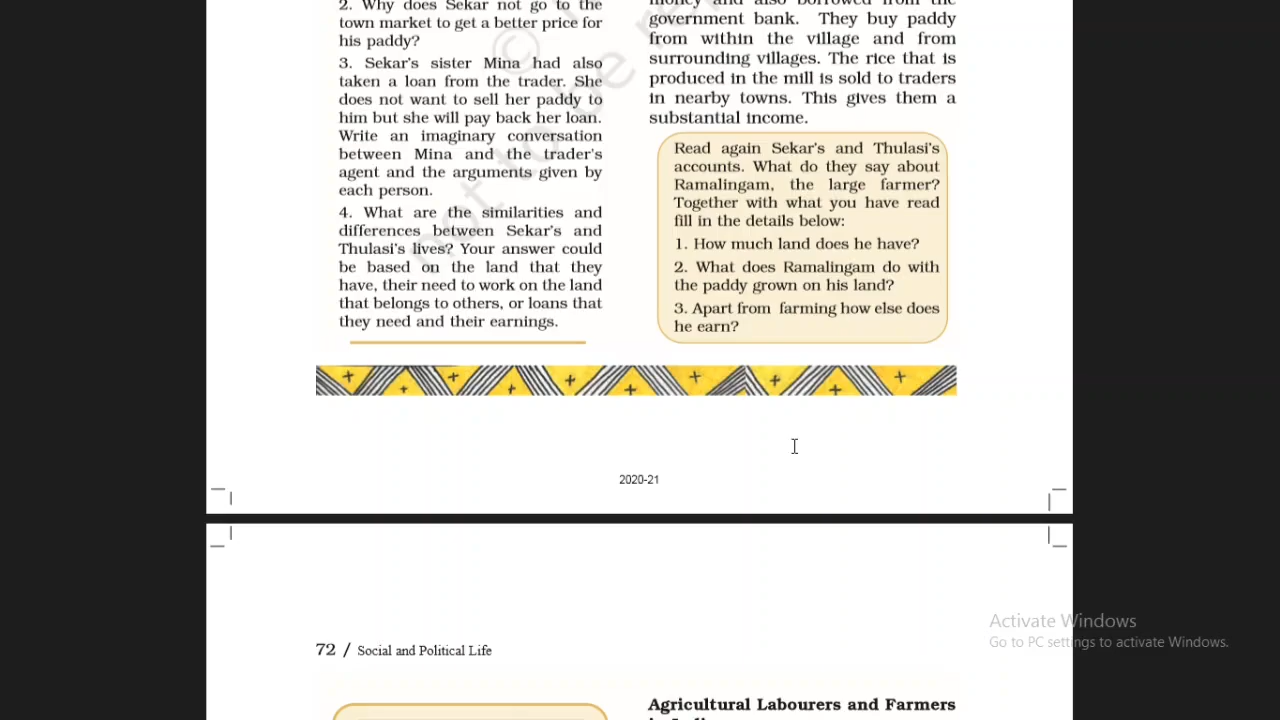 2. Why does Sekar not go to the
town market to get a better price for
his paddy?
3. Sekar's sister Mina had also
taken a loan from the trader. She
does not want to sell her paddy to
him but she will pay back her loan.
Write an imaginary conversation
between Mina and the trader's
agent and the arguments given by
each person.
4. What are the similarities and
differences between Sekar's and
Thulasi's lives? Your answer could
be based on the land that they
have, their need to work on the land
that belongs to others, or loans that
they need and their earnings.
money and also borrowed from the
government bank. They buy paddy
from within the village and from
surrounding villages. The rice that is
produced in the mill is sold to traders
in nearby towns. This gives them a
substantial income.
Read again Sekar's and Thulasi's
accounts. What do they say about
Ramalingam, the large farmer?
Together with what you have read
fill in the details below:
1. How much land does he have?
2. What does Ramalingam do with
the paddy grown on his land?
3. Apart from farming how else does
he earn?
©
not to be re
2020-21
72 / Social and Political Life
Agricultural Labourers and Farmers
Activate Windows
Go to PC settings to activate Windows.